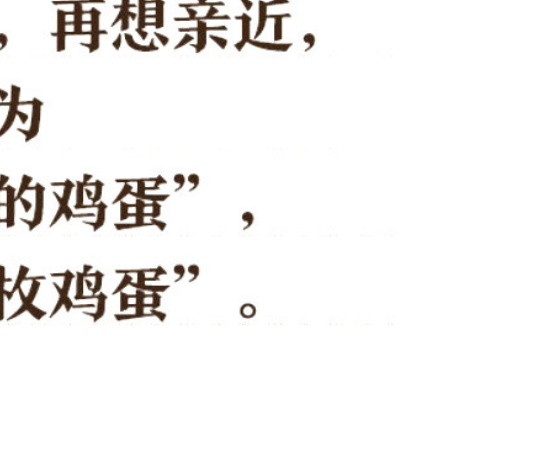 ，再想亲近，
为
的鸡蛋”，
枚鸡蛋”。